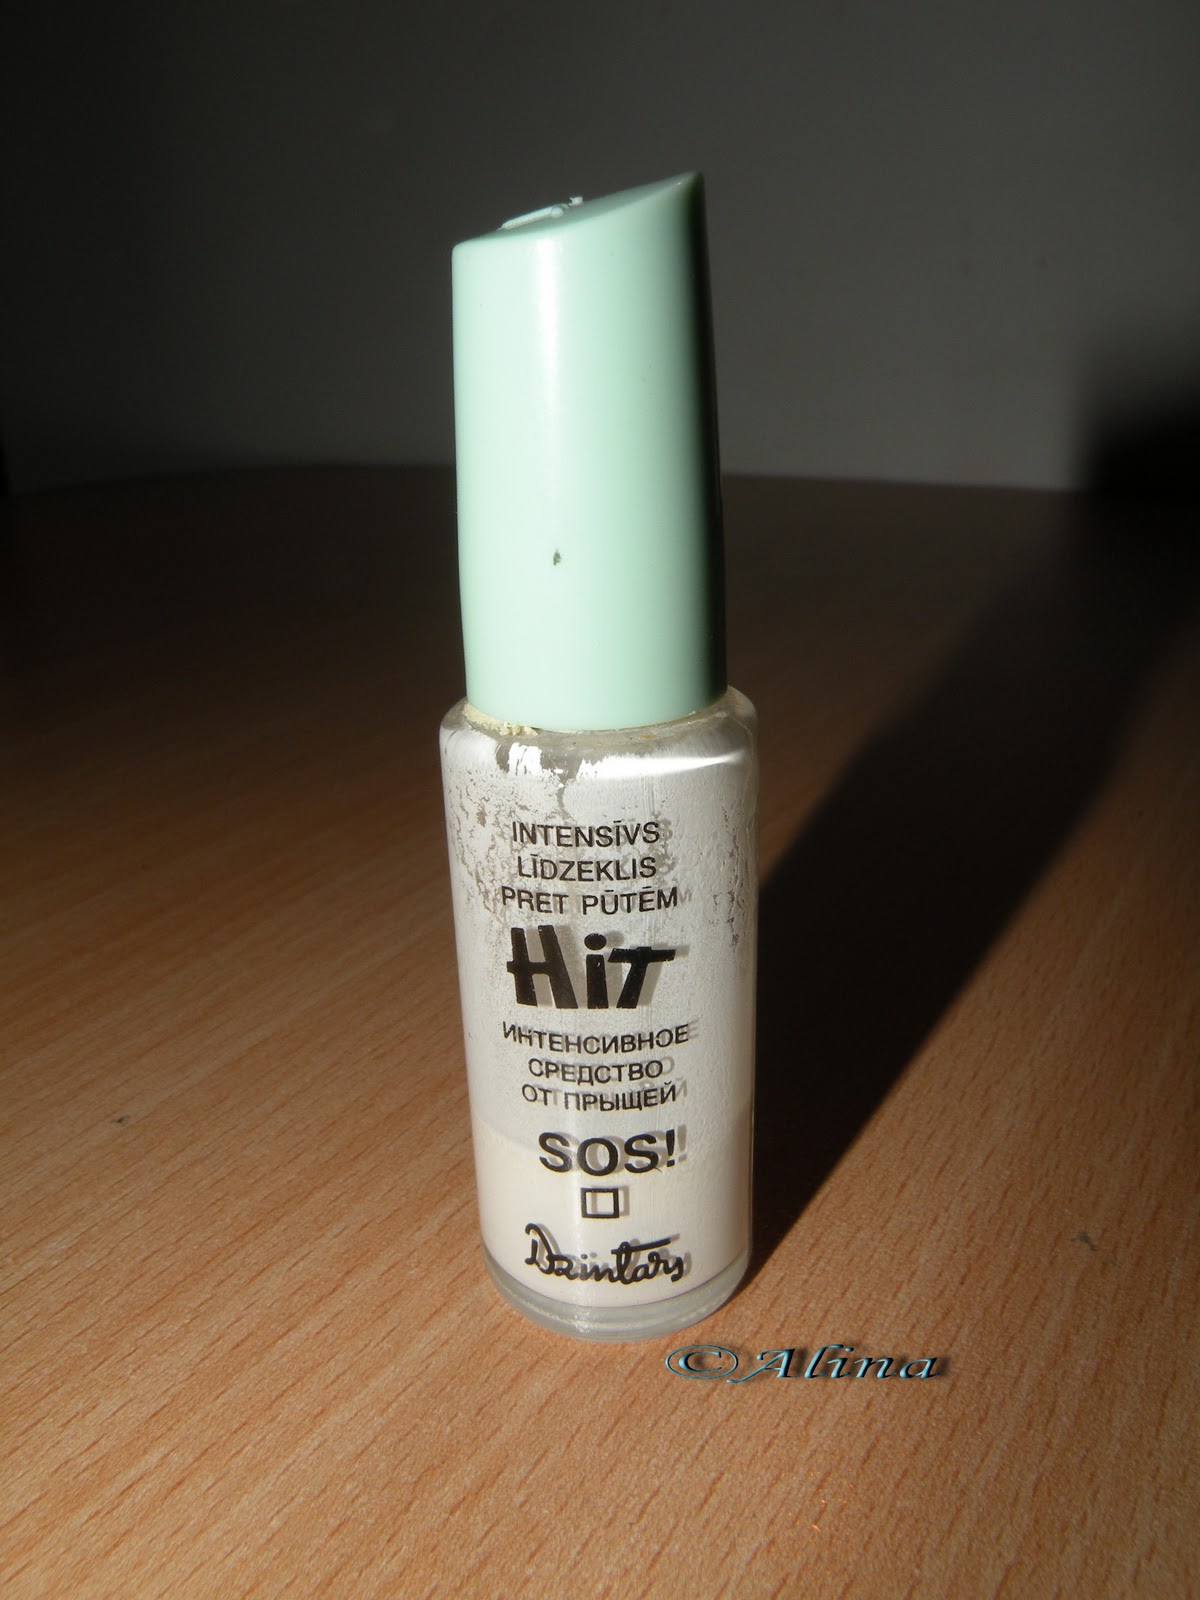 INTENSĪVS
LĪDZEKLIS
PRET PŪTĒM
HiT
ИНТЕНСИВНОЕ
СРЕДСТВО
ОТ ПРЫЩЕЙ
SOS!
Dzintars
©Alina